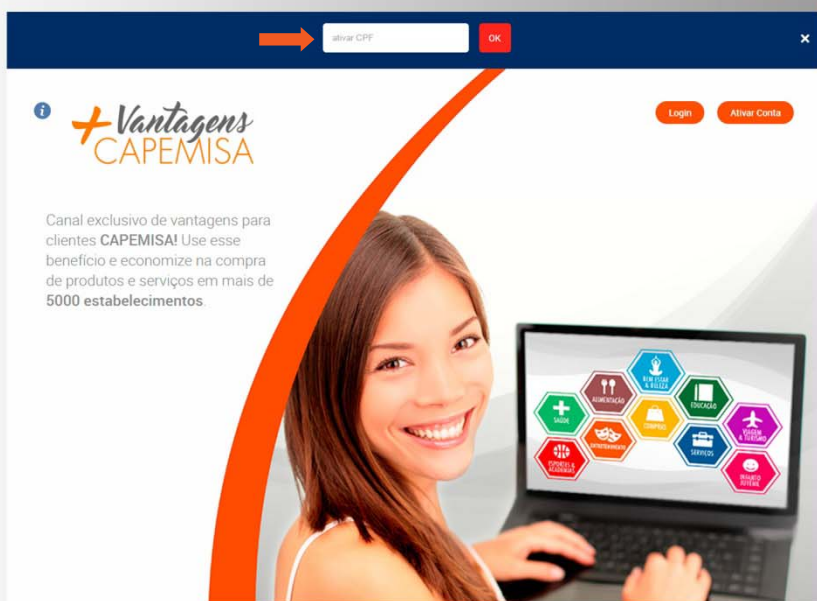 ativar CPF
OK
×
i
Login
Ativar Conta
+Vantagens
CAPEMISA
Canal exclusivo de vantagens para
clientes CAPEMISA! Use esse
benefício e economize na compra
de produtos e serviços em mais de
5000 estabelecimentos.
BEM ESTAR
& BELEZA
ALIMENTAÇÃO
EDUCAÇÃO
SAÚDE
COMPRAS
VIAGEM
& TURISMO
ENTRETENIMENTO
SERVIÇOS
ESPORTES &
ACADEMIAS
INFANTO
JUVENIL